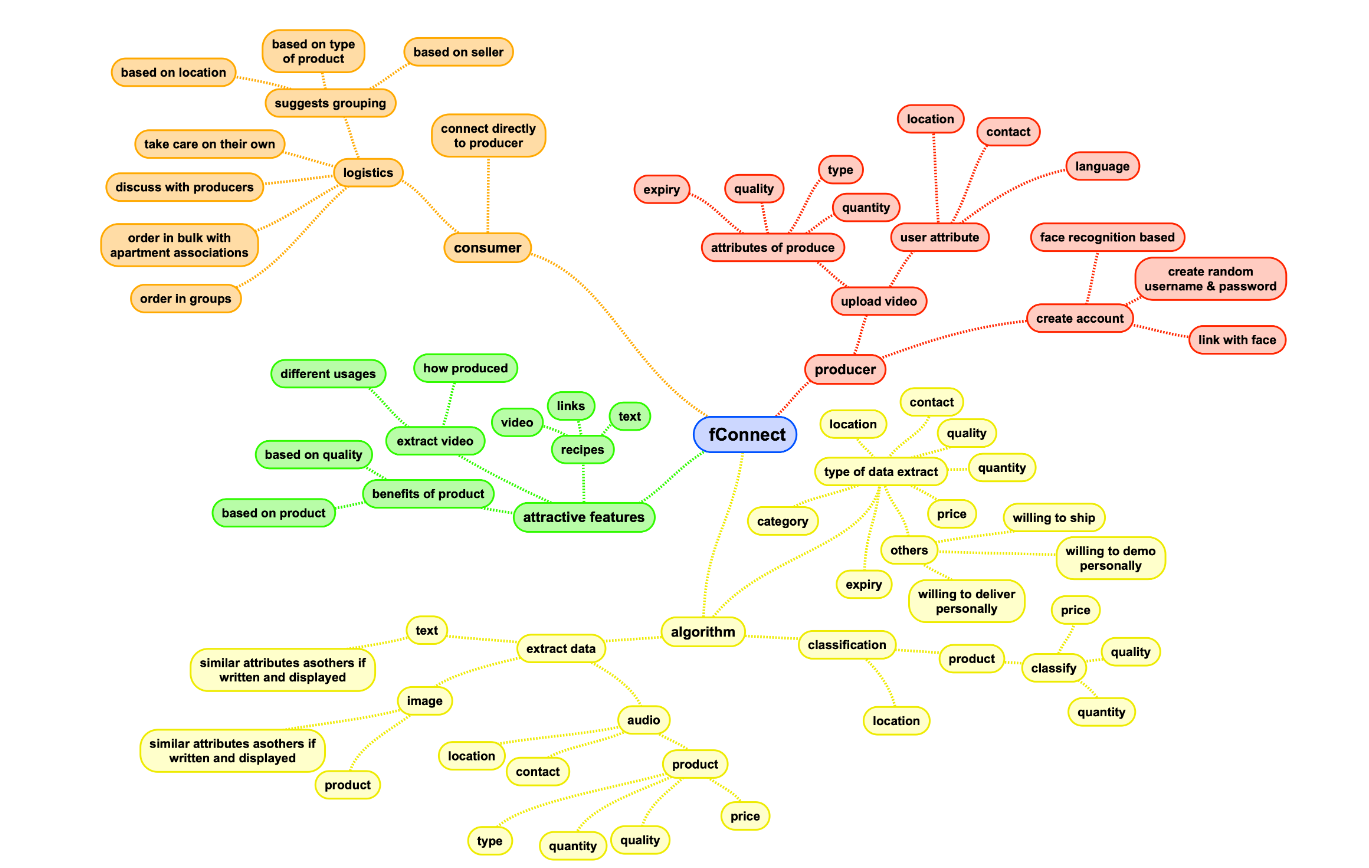 based on type
of product
based on seller
based on location
suggests grouping
connect directly
to producer
take care on their own
logistics
discuss with producers
order in bulk with
apartment associations
consumer
order in groups
location
contact
language
type
expiry
quality
quantity
attributes of produce
user attribute
face recognition based
create random
username & password
upload video
create account
link with face
producer
different usages
how produced
links
video
text
extract video
recipes
based on quality
benefits of product
based on product
attractive features
fConnect
contact
location
quality
type of data extract
quantity
category
price
willing to ship
others
willing to demo
personally
expiry
willing to deliver
personally
price
algorithm
text
extract data
similar attributes asothers if
written and displayed
classification
product
classify
quality
quantity
location
image
audio
similar attributes asothers if
written and displayed
location
contact
product
product
price
type
quantity
quality